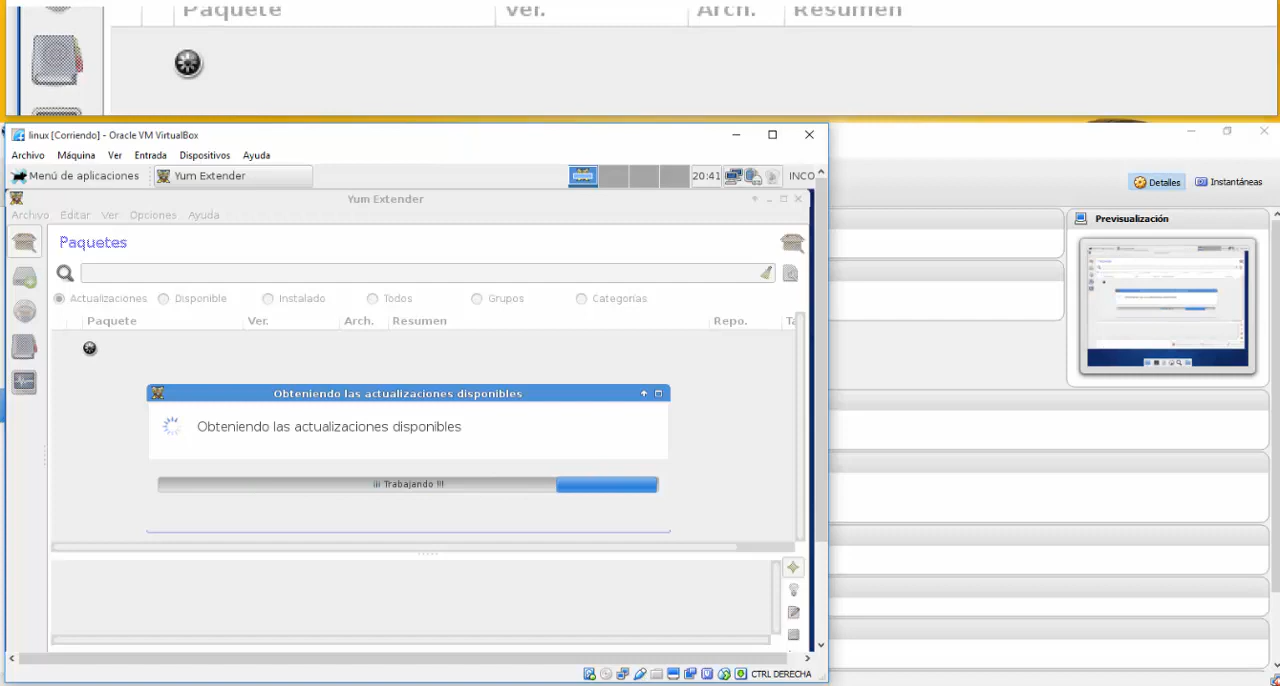 Paquete Ver. Arch. Resumen
linux [Corriendo] - Oracle VM VirtualBox
Archivo Máquina Ver Entrada Dispositivos Ayuda
Menú de aplicaciones Yum Extender 20:41 INCO
Detalles Instantáneas
Yum Extender
Archivo Editar Ver Opciones Ayuda
Previsualización
Paquetes
Actualizaciones Disponible Instalado Todos Grupos Categorías
Paquete Ver. Arch. Resumen Repo. Ta
Obteniendo las actualizaciones disponibles
Obteniendo las actualizaciones disponibles
¡¡¡ Trabajando !!!
CTRL DERECHA